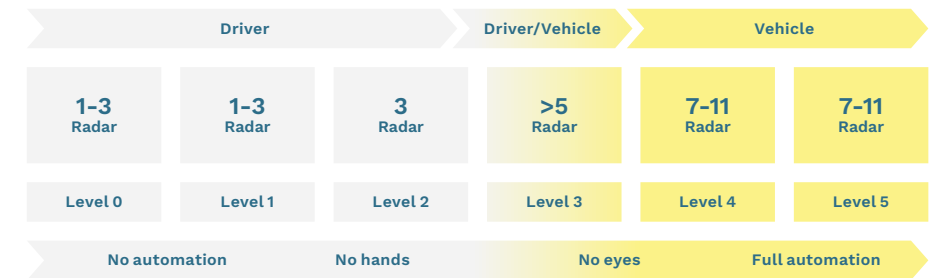 Driver
Driver/Vehicle
Vehicle
1-3
Radar
1-3
Radar
3
Radar
>5
Radar
7-11
Radar
7-11
Radar
Level 0
Level 1
Level 2
Level 3
Level 4
Level 5
No automation
No hands
No eyes
Full automation